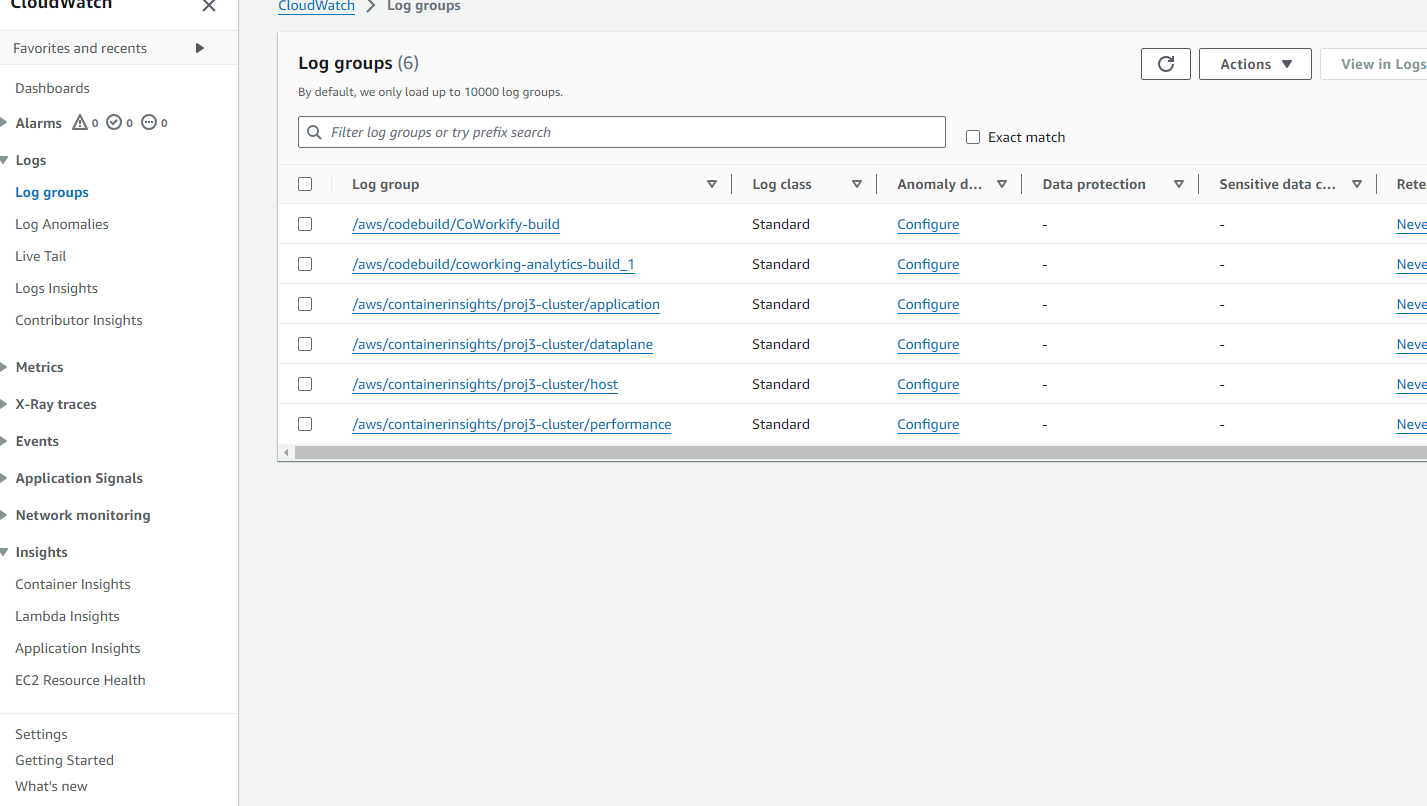 CloudWatch
Favorites and recents
Dashboards
Alarms 0 0 0
Logs
Log groups
Log Anomalies
Live Tail
Logs Insights
Contributor Insights
Metrics
X-Ray traces
Events
Application Signals
Network monitoring
Insights
Container Insights
Lambda Insights
Application Insights
EC2 Resource Health
Settings
Getting Started
What's new
CloudWatch > Log groups
Log groups (6)
By default, we only load up to 10000 log groups.
Actions
View in Logs
Filter log groups or try prefix search
Exact match
Log group Log class Anomaly d... Data protection Sensitive data c... Rete
/aws/codebuild/CoWorkify-build Standard Configure - - Neve
/aws/codebuild/coworking-analytics-build_1 Standard Configure - - Neve
/aws/containerinsights/proj3-cluster/application Standard Configure - - Neve
/aws/containerinsights/proj3-cluster/dataplane Standard Configure - - Neve
/aws/containerinsights/proj3-cluster/host Standard Configure - - Neve
/aws/containerinsights/proj3-cluster/performance Standard Configure - - Neve